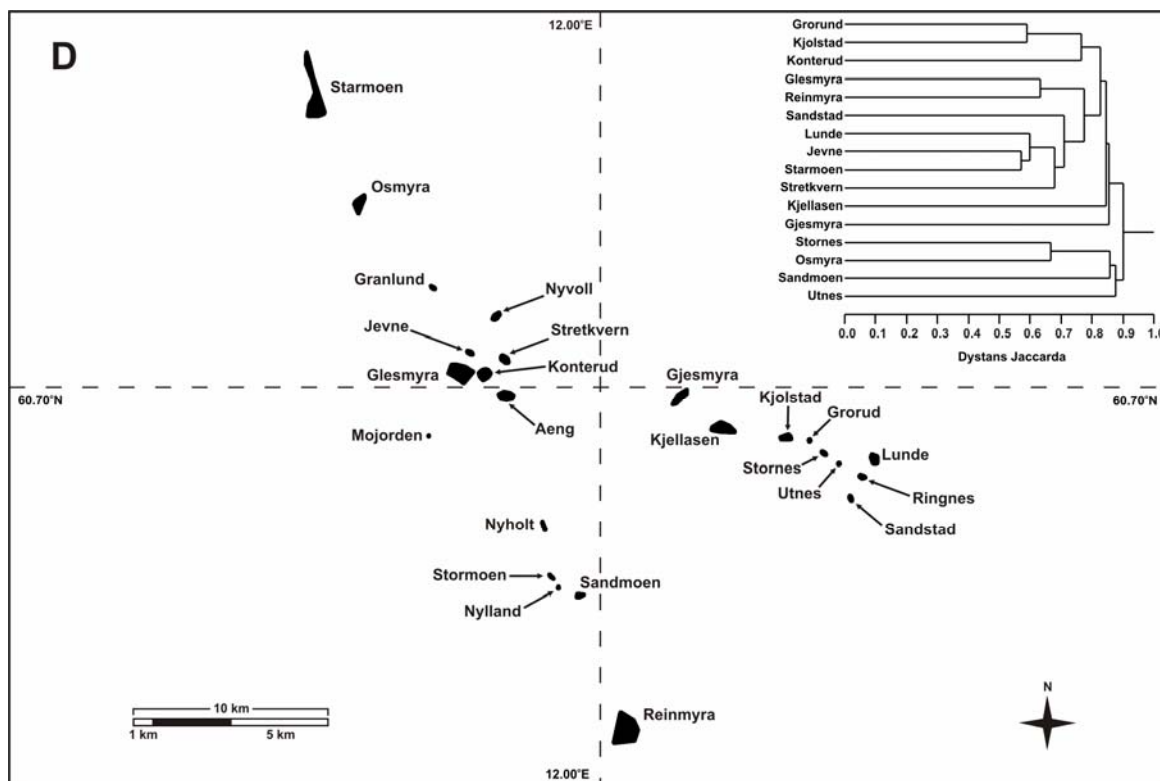 D
12.00°E
Starmoen
Osmyra
Granlund
Nyvoll
Jevne
Stretkvern
Glesmyra
Konterud
60.70°N
Aeng
Mojorden
Gjesmyra
60.70°N
Kjolstad
Grorud
Kjellasen
Lunde
Stornes
Utnes
Ringnes
Sandstad
Nyholt
Stormoen
Sandmoen
Nylland
Reinmyra
10 km
1 km 5 km
12.00°E
N
Grorund
Kjolstad
Konterud
Glesmyra
Reinmyra
Sandstad
Lunde
Jevne
Starmoen
Stretkvern
Kjellasen
Gjesmyra
Stornes
Osmyra
Sandmoen
Utnes
0.0 0.1 0.2 0.3 0.4 0.5 0.6 0.7 0.8 0.9 1.0
Dystans Jaccarda